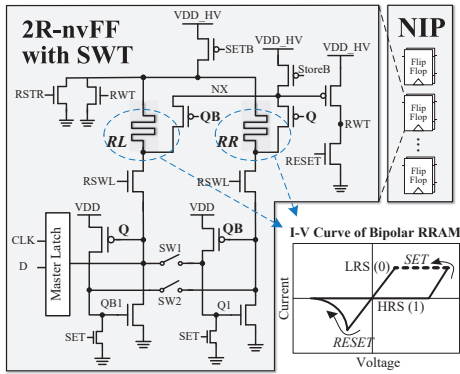 2R-nvFF
with SWT
VDD_HV
SETB
VDD_HV
StoreB
VDD_HV
NIP
Flip
Flop
Flip
Flop
Flip
Flop
RSTR
RWT
NX
QB
Q
RL
RR
RWT
RESET
RSWL
RSWL
VDD
VDD
Q
QB
CLK
D
Master Latch
SW1
SW2
QB1
Q1
SET
SET
I-V Curve of Bipolar RRAM
LRS (0)
SET
HRS (1)
RESET
Current
Voltage